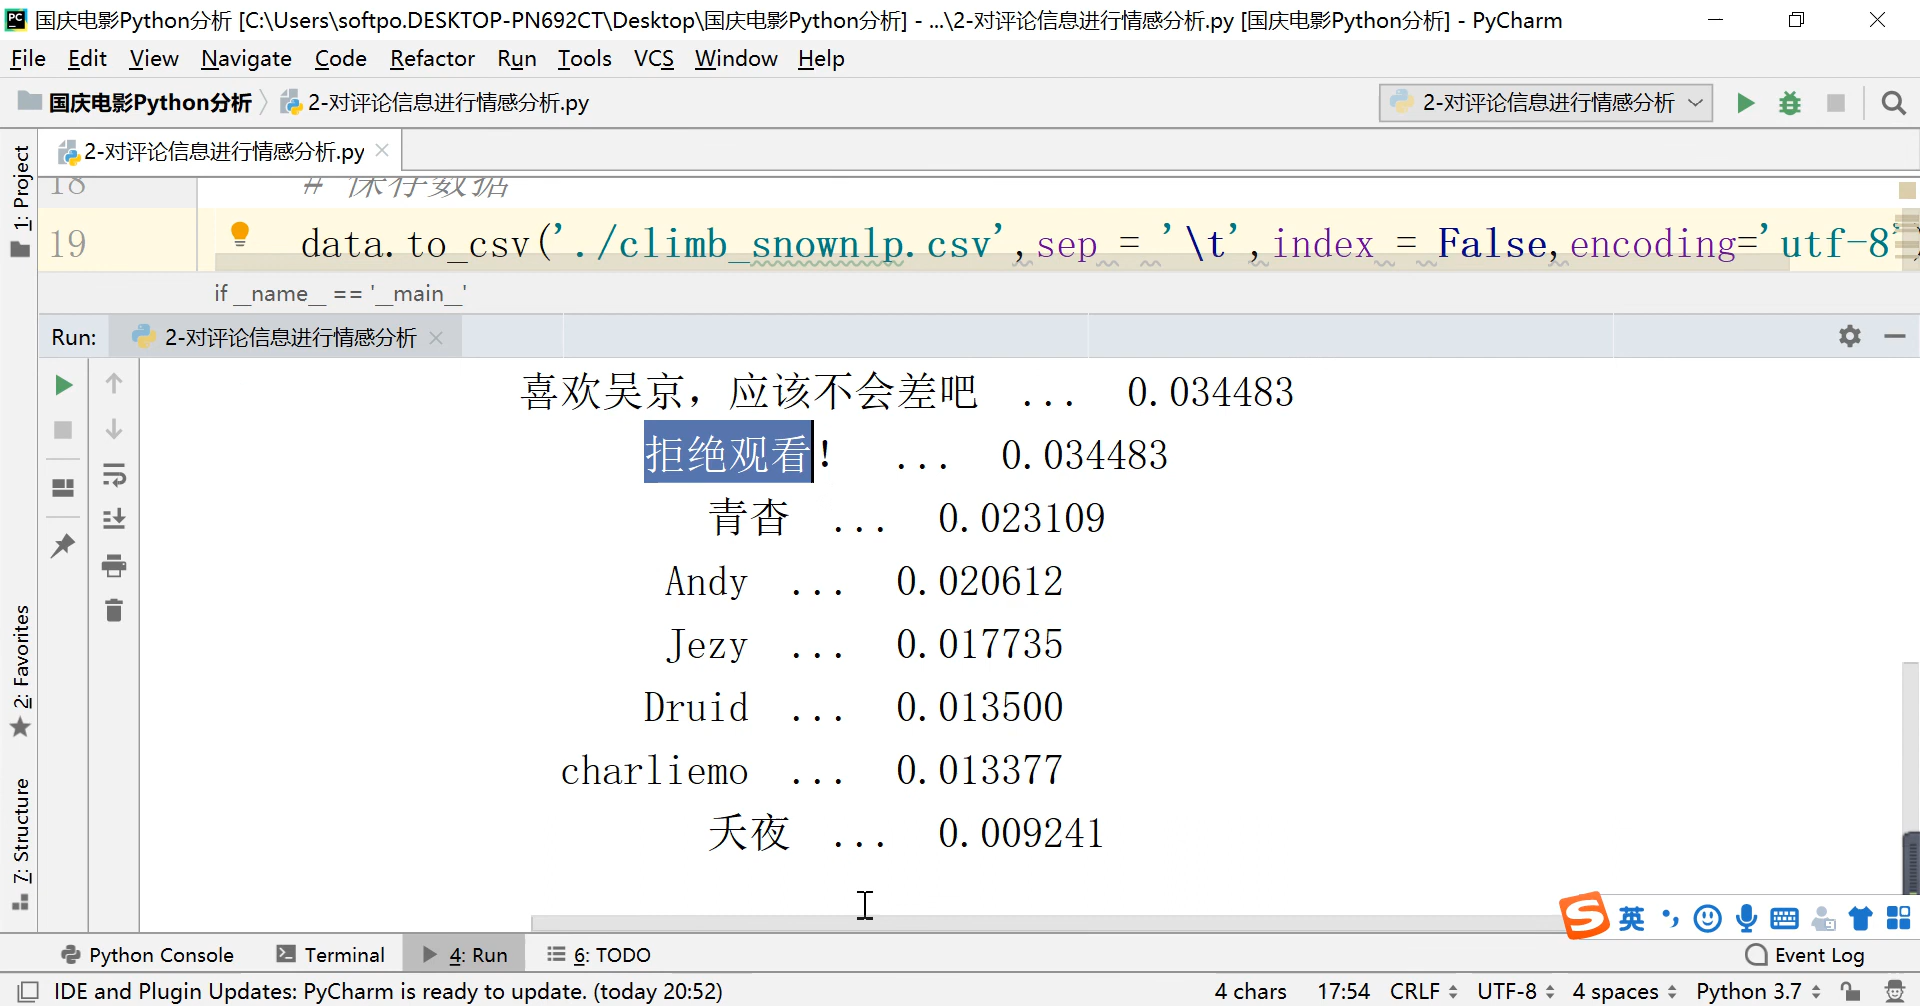 国庆电影Python分析 [C:\Users\softpo.DESKTOP-PN692CT\Desktop\国庆电影Python分析] - ...\2-对评论信息进行情感分析.py [国庆电影Python分析] - PyCharm
File Edit View Navigate Code Refactor Run Tools VCS Window Help
国庆电影Python分析 2-对评论信息进行情感分析.py 2-对评论信息进行情感分析
2-对评论信息进行情感分析.py
18 # 保存数据
19 data.to_csv('./climb_snownlp.csv',sep = '\t',index = False,encoding='utf-8')
if __name__ == '__main__'
Run: 2-对评论信息进行情感分析
喜欢吴京，应该不会差吧 ... 0.034483
拒绝观看！ ... 0.034483
青杳 ... 0.023109
Andy ... 0.020612
Jezy ... 0.017735
Druid ... 0.013500
charliemo ... 0.013377
夭夜 ... 0.009241
1: Project
2: Favorites
7: Structure
英
Python Console Terminal 4: Run 6: TODO Event Log
IDE and Plugin Updates: PyCharm is ready to update. (today 20:52) 4 chars 17:54 CRLF UTF-8 4 spaces Python 3.7